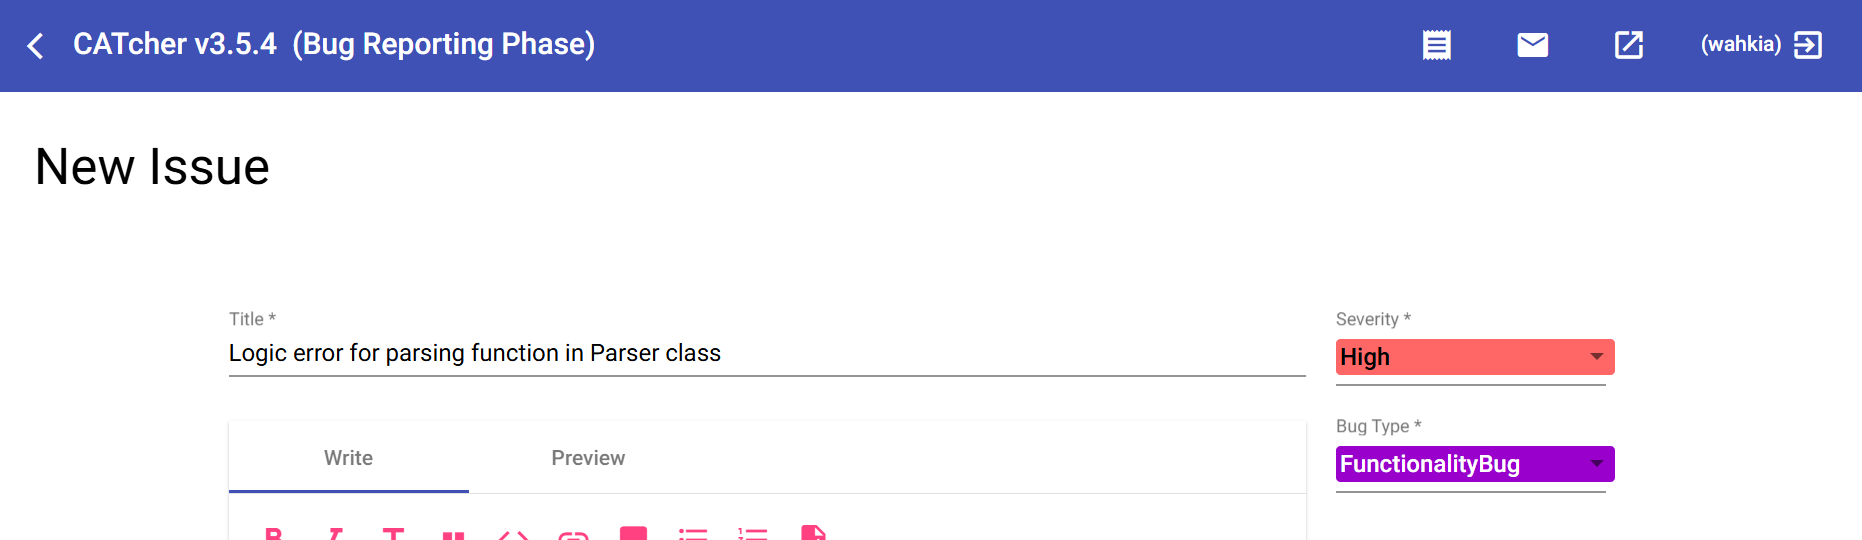 CATcher v3.5.4 (Bug Reporting Phase)
(wahkia)
New Issue
Title *
Logic error for parsing function in Parser class
Severity *
High
Bug Type *
FunctionalityBug
Write
Preview